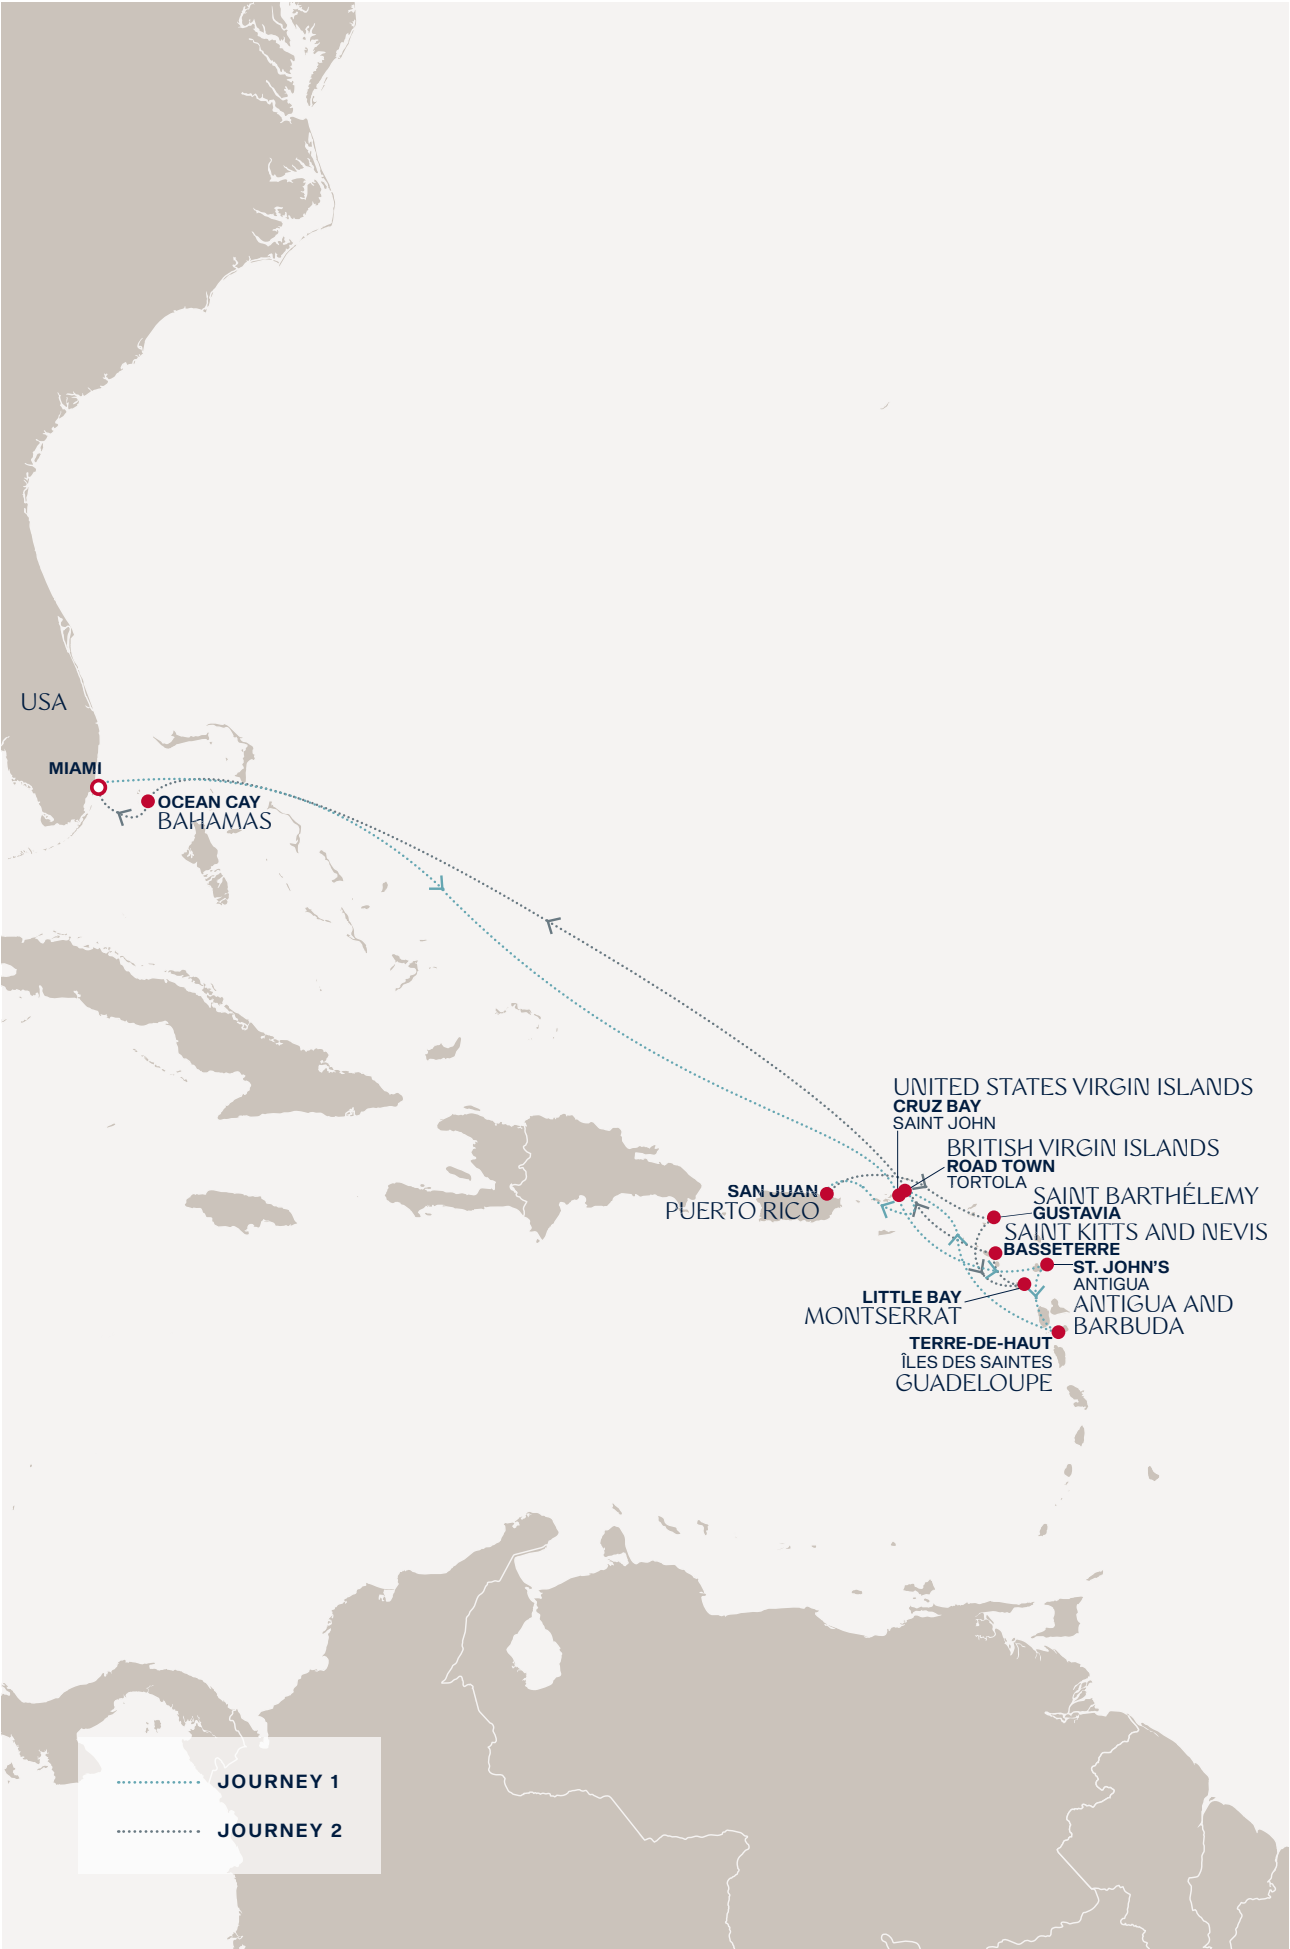 USA
MIAMI
OCEAN CAY
BAHAMAS
UNITED STATES VIRGIN ISLANDS
CRUZ BAY
SAINT JOHN
BRITISH VIRGIN ISLANDS
ROAD TOWN
TORTOLA
SAN JUAN
PUERTO RICO
SAINT BARTHÉLEMY
GUSTAVIA
SAINT KITTS AND NEVIS
BASSETERRE
ST. JOHN'S
ANTIGUA
ANTIGUA AND
BARBUDA
LITTLE BAY
MONTSERRAT
TERRE-DE-HAUT
ÎLES DES SAINTES
GUADELOUPE
JOURNEY 1
JOURNEY 2